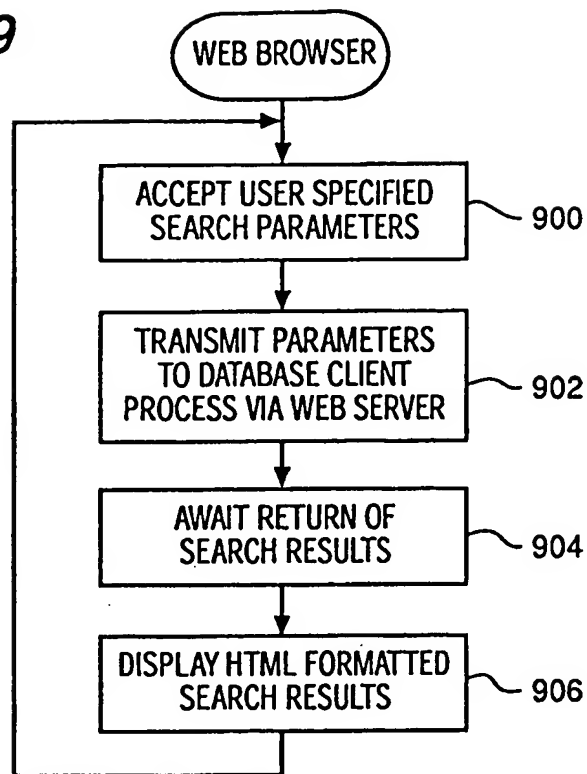 9
WEB BROWSER
ACCEPT USER SPECIFIED
SEARCH PARAMETERS
900
TRANSMIT PARAMETERS
TO DATABASE CLIENT
PROCESS VIA WEB SERVER
902
AWAIT RETURN OF
SEARCH RESULTS
904
DISPLAY HTML FORMATTED
SEARCH RESULTS
906